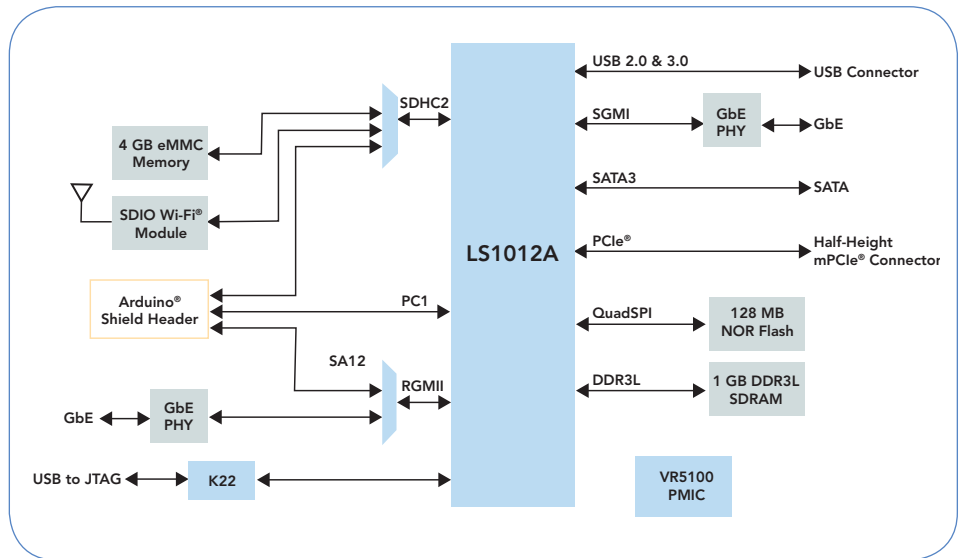 USB 2.0 & 3.0
USB Connector
SDHC2
SGMI
GbE
PHY
GbE
4 GB eMMC
Memory
SATA3
SATA
SDIO Wi-Fi®
Module
LS1012A
PCIe®
Half-Height
mPCIe® Connector
Arduino®
Shield Header
PC1
QuadSPI
128 MB
NOR Flash
SA12
RGMII
DDR3L
1 GB DDR3L
SDRAM
GbE
GbE
PHY
USB to JTAG
K22
VR5100
PMIC